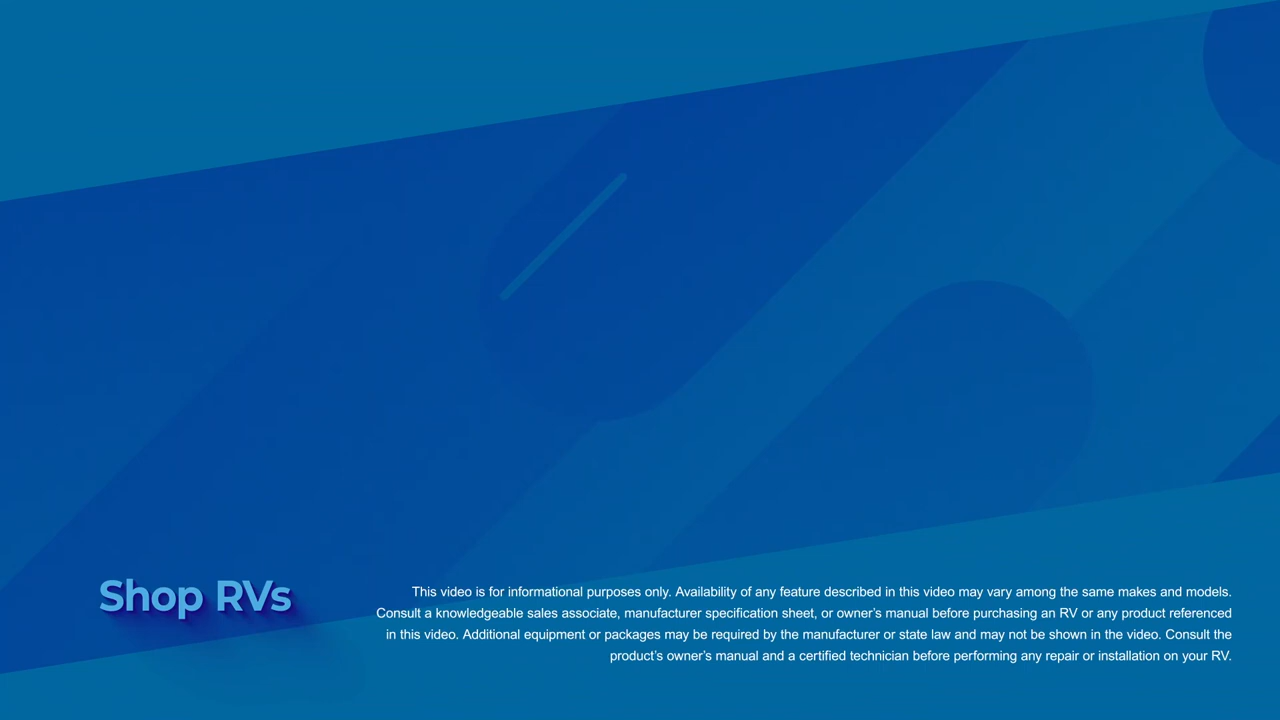 Shop RVs
This video is for informational purposes only. Availability of any feature described in this video may vary among the same makes and models.
Consult a knowledgeable sales associate, manufacturer specification sheet, or owner’s manual before purchasing an RV or any product referenced
in this video. Additional equipment or packages may be required by the manufacturer or state law and may not be shown in the video. Consult the
product’s owner’s manual and a certified technician before performing any repair or installation on your RV.